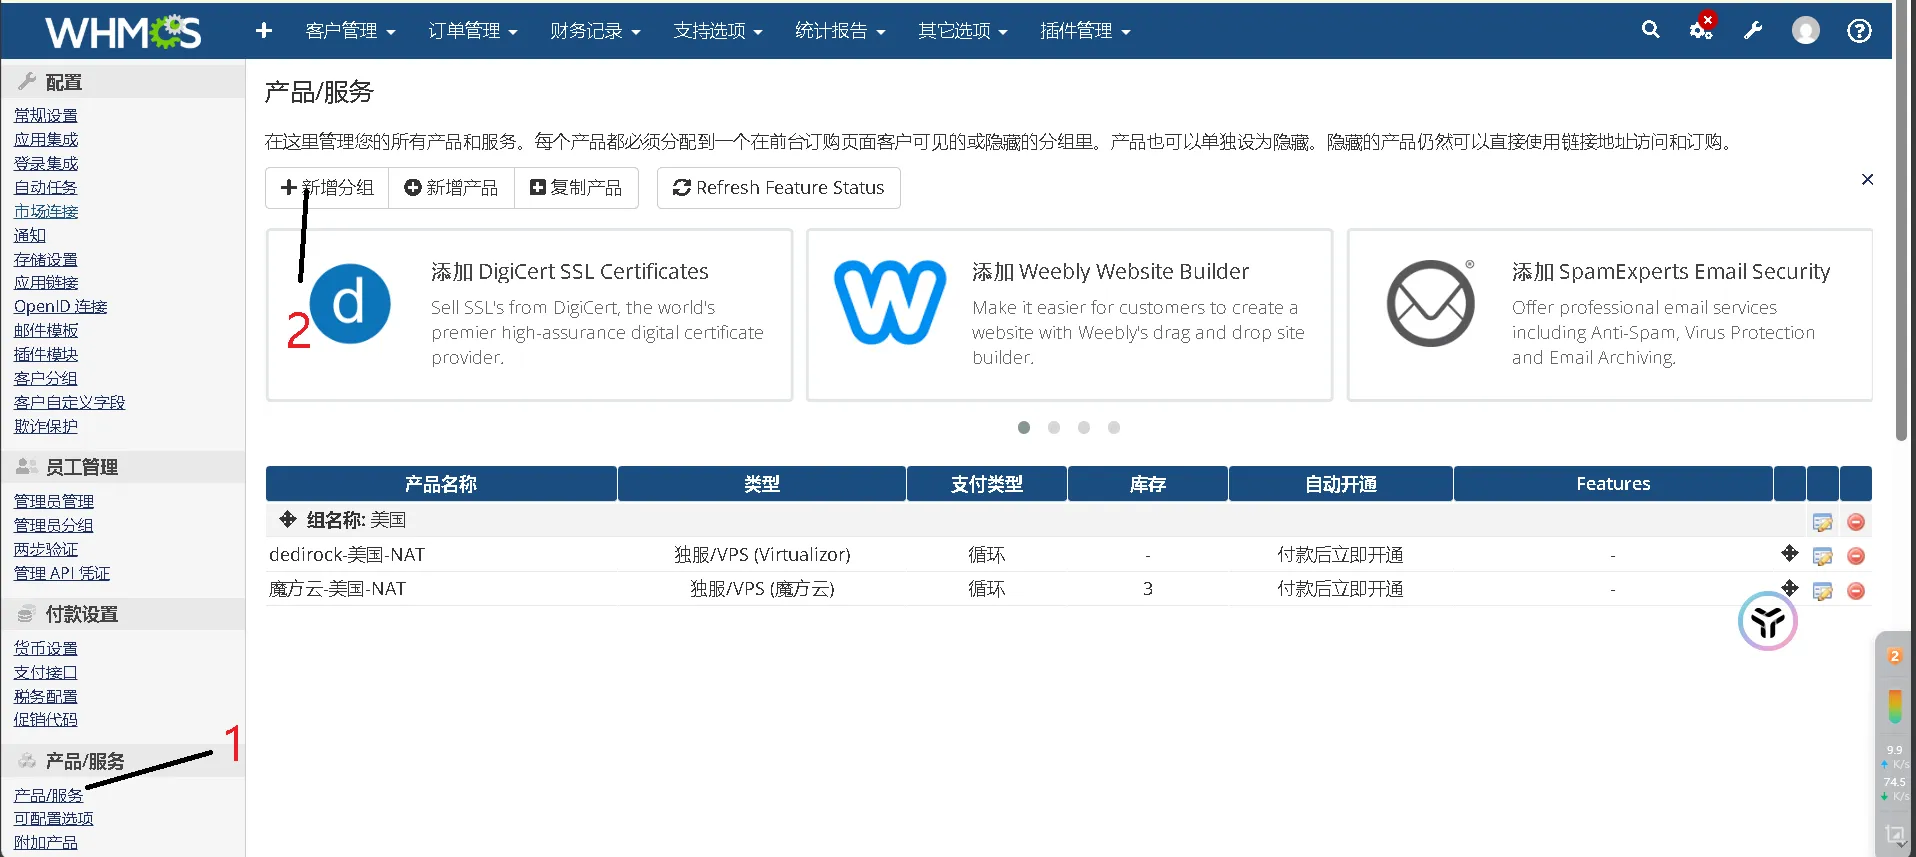 WHMCS
客户管理
订单管理
财务记录
支持选项
统计报告
其它选项
插件管理
配置
常规设置
应用集成
登录集成
自动任务
市场连接
通知
存储设置
应用链接
OpenID 连接
邮件模板
插件模块
客户分组
客户自定义字段
欺诈保护
员工管理
管理员管理
管理员分组
两步验证
管理 API 凭证
付款设置
货币设置
支付接口
税务配置
促销代码
产品/服务
1
产品/服务
可配置选项
附加产品
产品/服务
在这里管理您的所有产品和服务。每个产品都必须分配到一个在前台订购页面客户可见的或隐藏的分组里。产品也可以单独设为隐藏。隐藏的产品仍然可以直接使用链接地址访问和订购。
新增分组
新增产品
复制产品
Refresh Feature Status
2
d
添加 DigiCert SSL Certificates
Sell SSL's from DigiCert, the world's
premier high-assurance digital certificate
provider.
添加 Weebly Website Builder
Make it easier for customers to create a
website with Weebly's drag and drop site
builder.
®
添加 SpamExperts Email Security
Offer professional email services
including Anti-Spam, Virus Protection
and Email Archiving.
产品名称 类型 支付类型 库存 自动开通 Features
组名称: 美国
dedirock-美国-NAT 独服/VPS (Virtualizor) 循环 - 付款后立即开通 -
魔方云-美国-NAT 独服/VPS (魔方云) 循环 3 付款后立即开通 -
2
9.9
K/s
74.5
K/s